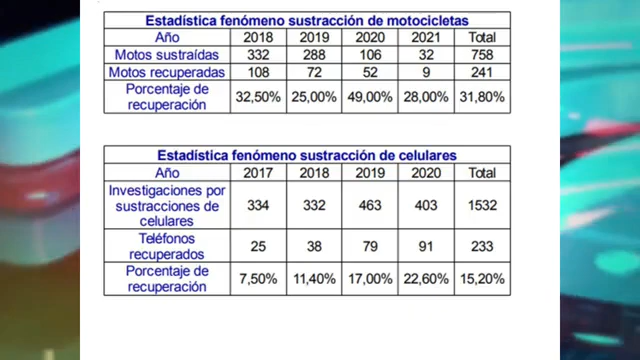 Estadística fenómeno sustracción de motocicletas
Año 2018 2019 2020 2021 Total
Motos sustraídas 332 288 106 32 758
Motos recuperadas 108 72 52 9 241
Porcentaje de
recuperación 32,50% 25,00% 49,00% 28,00% 31,80%
Estadística fenómeno sustracción de celulares
Año 2017 2018 2019 2020 Total
Investigaciones por
sustracciones de
celulares 334 332 463 403 1532
Teléfonos
recuperados 25 38 79 91 233
Porcentaje de
recuperación 7,50% 11,40% 17,00% 22,60% 15,20%